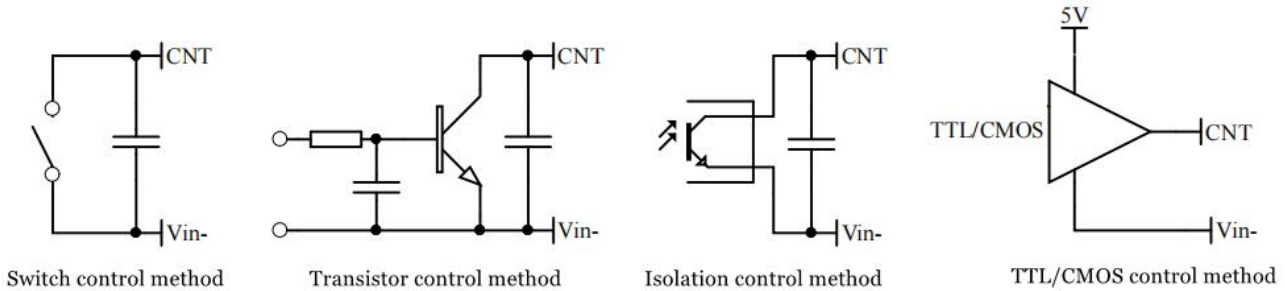 CNT
Vin-
Switch control method
CNT
Vin-
Transistor control method
CNT
Vin-
Isolation control method
5V
TTL/CMOS
CNT
Vin-
TTL/CMOS control method